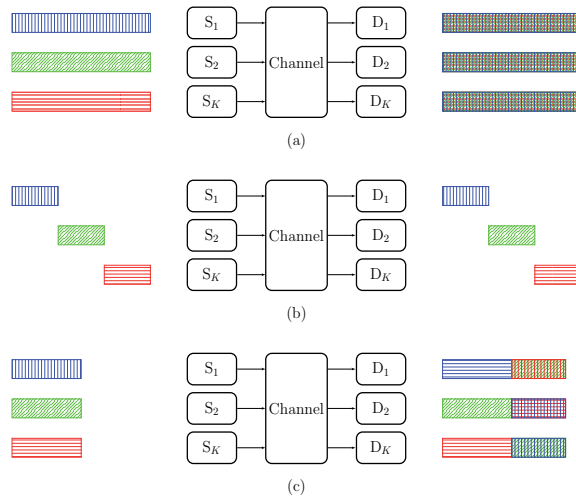 S1 D1
S2 Channel D2
SK DK
(a)
S1 D1
S2 Channel D2
SK DK
(b)
S1 D1
S2 Channel D2
SK DK
(c)